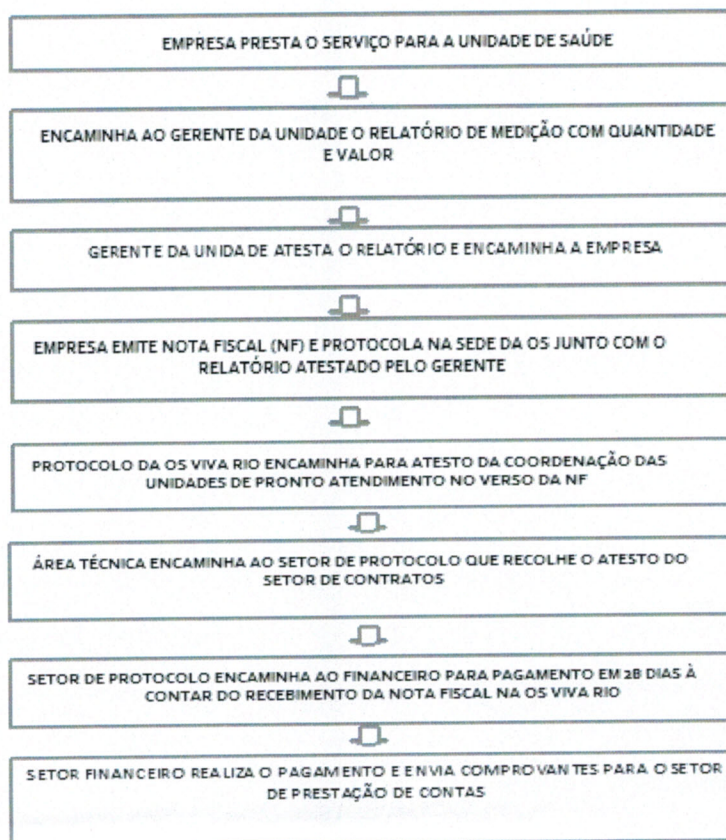 EMPRESA PRESTA O SERVIÇO PARA A UNIDADE DE SAÚDE
ENCAMINHA AO GERENTE DA UNIDADE O RELATÓRIO DE MEDIÇÃO COM QUANTIDADE
E VALOR
GERENTE DA UNIDADE ATESTA O RELATÓRIO E ENCAMINHA A EMPRESA
EMPRESA EMITE NOTA FISCAL (NF) E PROTOCOLA NA SEDE DA OS JUNTO COM O
RELATÓRIO ATESTADO PELO GERENTE
PROTOCOLO DA OS VIVA RIO ENCAMINHA PARA ATESTO DA COORDENAÇÃO DAS
UNIDADES DE PRONTO ATENDIMENTO NO VERSO DA NF
ÁREA TÉCNICA ENCAMINHA AO SETOR DE PROTOCOLO QUE RECOLHE O ATESTO DO
SETOR DE CONTRATOS
SETOR DE PROTOCOLO ENCAMINHA AO FINANCEIRO PARA PAGAMENTO EM 28 DIAS À
CONTAR DO RECEBIMENTO DA NOTA FISCAL NA OS VIVA RIO
SETOR FINANCEIRO REALIZA O PAGAMENTO E ENVIA COMPROVANTES PARA O SETOR
DE PRESTAÇÃO DE CONTAS